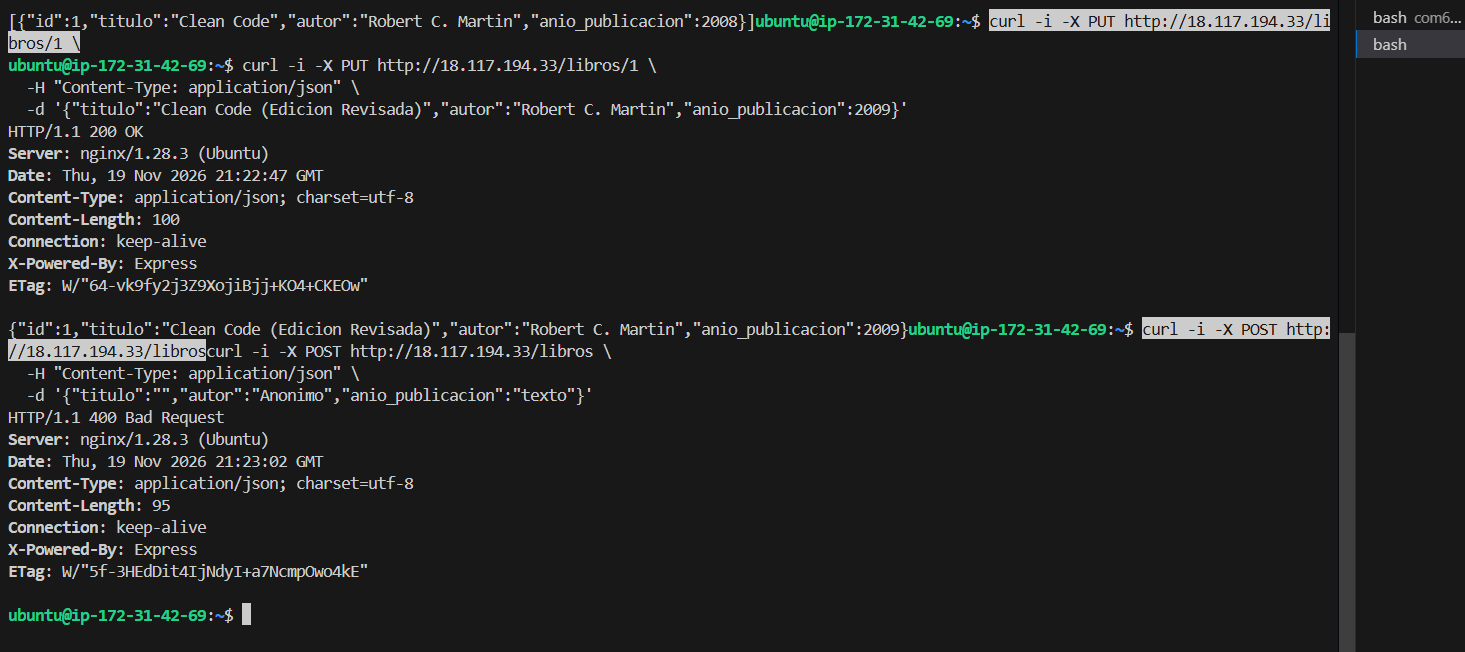 [{"id":1,"titulo":"Clean Code","autor":"Robert C. Martin","anio_publicacion":2008}]ubuntu@ip-172-31-42-69:~$ curl -i -X PUT http://18.117.194.33/li
bros/1 \
ubuntu@ip-172-31-42-69:~$ curl -i -X PUT http://18.117.194.33/libros/1 \
  -H "Content-Type: application/json" \
  -d '{"titulo":"Clean Code (Edicion Revisada)","autor":"Robert C. Martin","anio_publicacion":2009}'
HTTP/1.1 200 OK
Server: nginx/1.28.3 (Ubuntu)
Date: Thu, 19 Nov 2026 21:22:47 GMT
Content-Type: application/json; charset=utf-8
Content-Length: 100
Connection: keep-alive
X-Powered-By: Express
ETag: W/"64-vk9fy2j3Z9XojiBjj+KO4+CKEOw"

{"id":1,"titulo":"Clean Code (Edicion Revisada)","autor":"Robert C. Martin","anio_publicacion":2009}ubuntu@ip-172-31-42-69:~$ curl -i -X POST http:
//18.117.194.33/libroscurl -i -X POST http://18.117.194.33/libros \
  -H "Content-Type: application/json" \
  -d '{"titulo":"","autor":"Anonimo","anio_publicacion":"texto"}'
HTTP/1.1 400 Bad Request
Server: nginx/1.28.3 (Ubuntu)
Date: Thu, 19 Nov 2026 21:23:02 GMT
Content-Type: application/json; charset=utf-8
Content-Length: 95
Connection: keep-alive
X-Powered-By: Express
ETag: W/"5f-3HEdDit4IjNdyI+a7NcmpOwo4kE"

ubuntu@ip-172-31-42-69:~$
bash com6...
bash